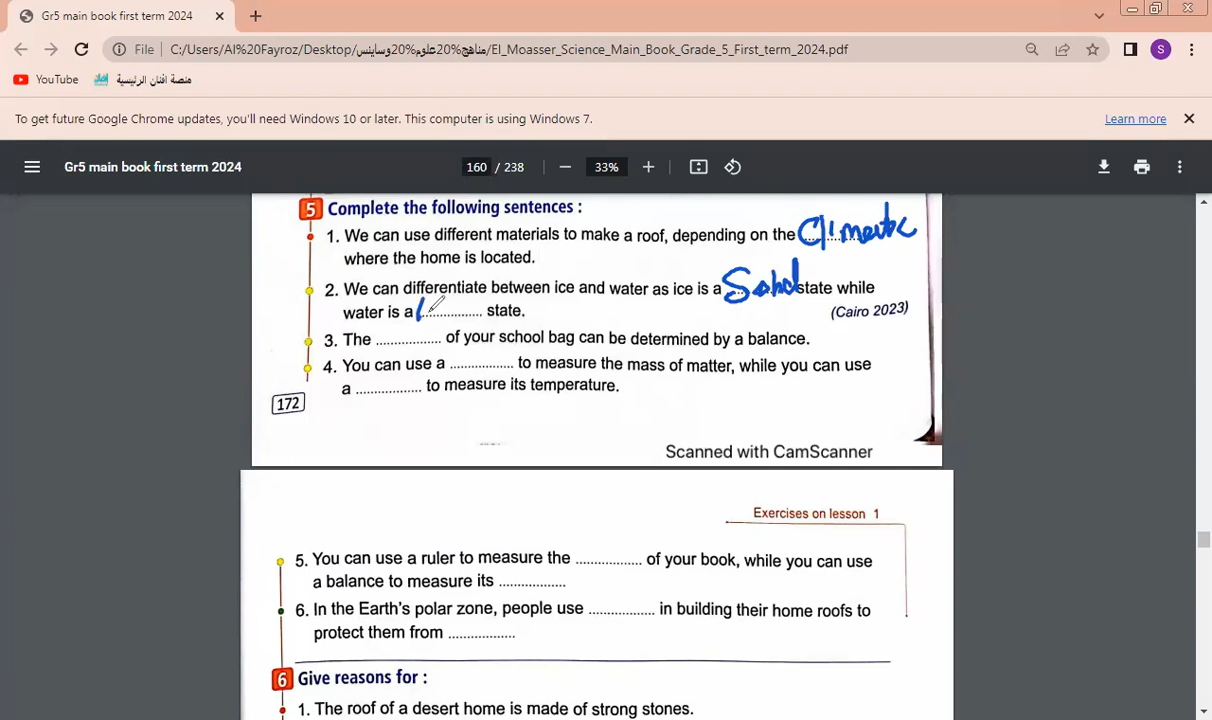 Gr5 main book first term 2024
File C:/Users/Al%20Fayroz/Desktop/مناهج%20علوم%20وساينس/El_Moasser_Science_Main_Book_Grade_5_First_term_2024.pdf
S
YouTube منصة أفنان الرئيسية
To get future Google Chrome updates, you'll need Windows 10 or later. This computer is using Windows 7. Learn more
Gr5 main book first term 2024 160 / 238 33%
5 Complete the following sentences :
1. We can use different materials to make a roof, depending on the ..............
where the home is located.
2. We can differentiate between ice and water as ice is a Solid state while
water is a .............. state.
(Cairo 2023)
3. The .............. of your school bag can be determined by a balance.
4. You can use a .............. to measure the mass of matter, while you can use
a .............. to measure its temperature.
172
Scanned with CamScanner
Exercises on lesson 1
5. You can use a ruler to measure the .............. of your book, while you can use
a balance to measure its ..............
6. In the Earth's polar zone, people use .............. in building their home roofs to
protect them from ..............
6 Give reasons for :
1. The roof of a desert home is made of strong stones.